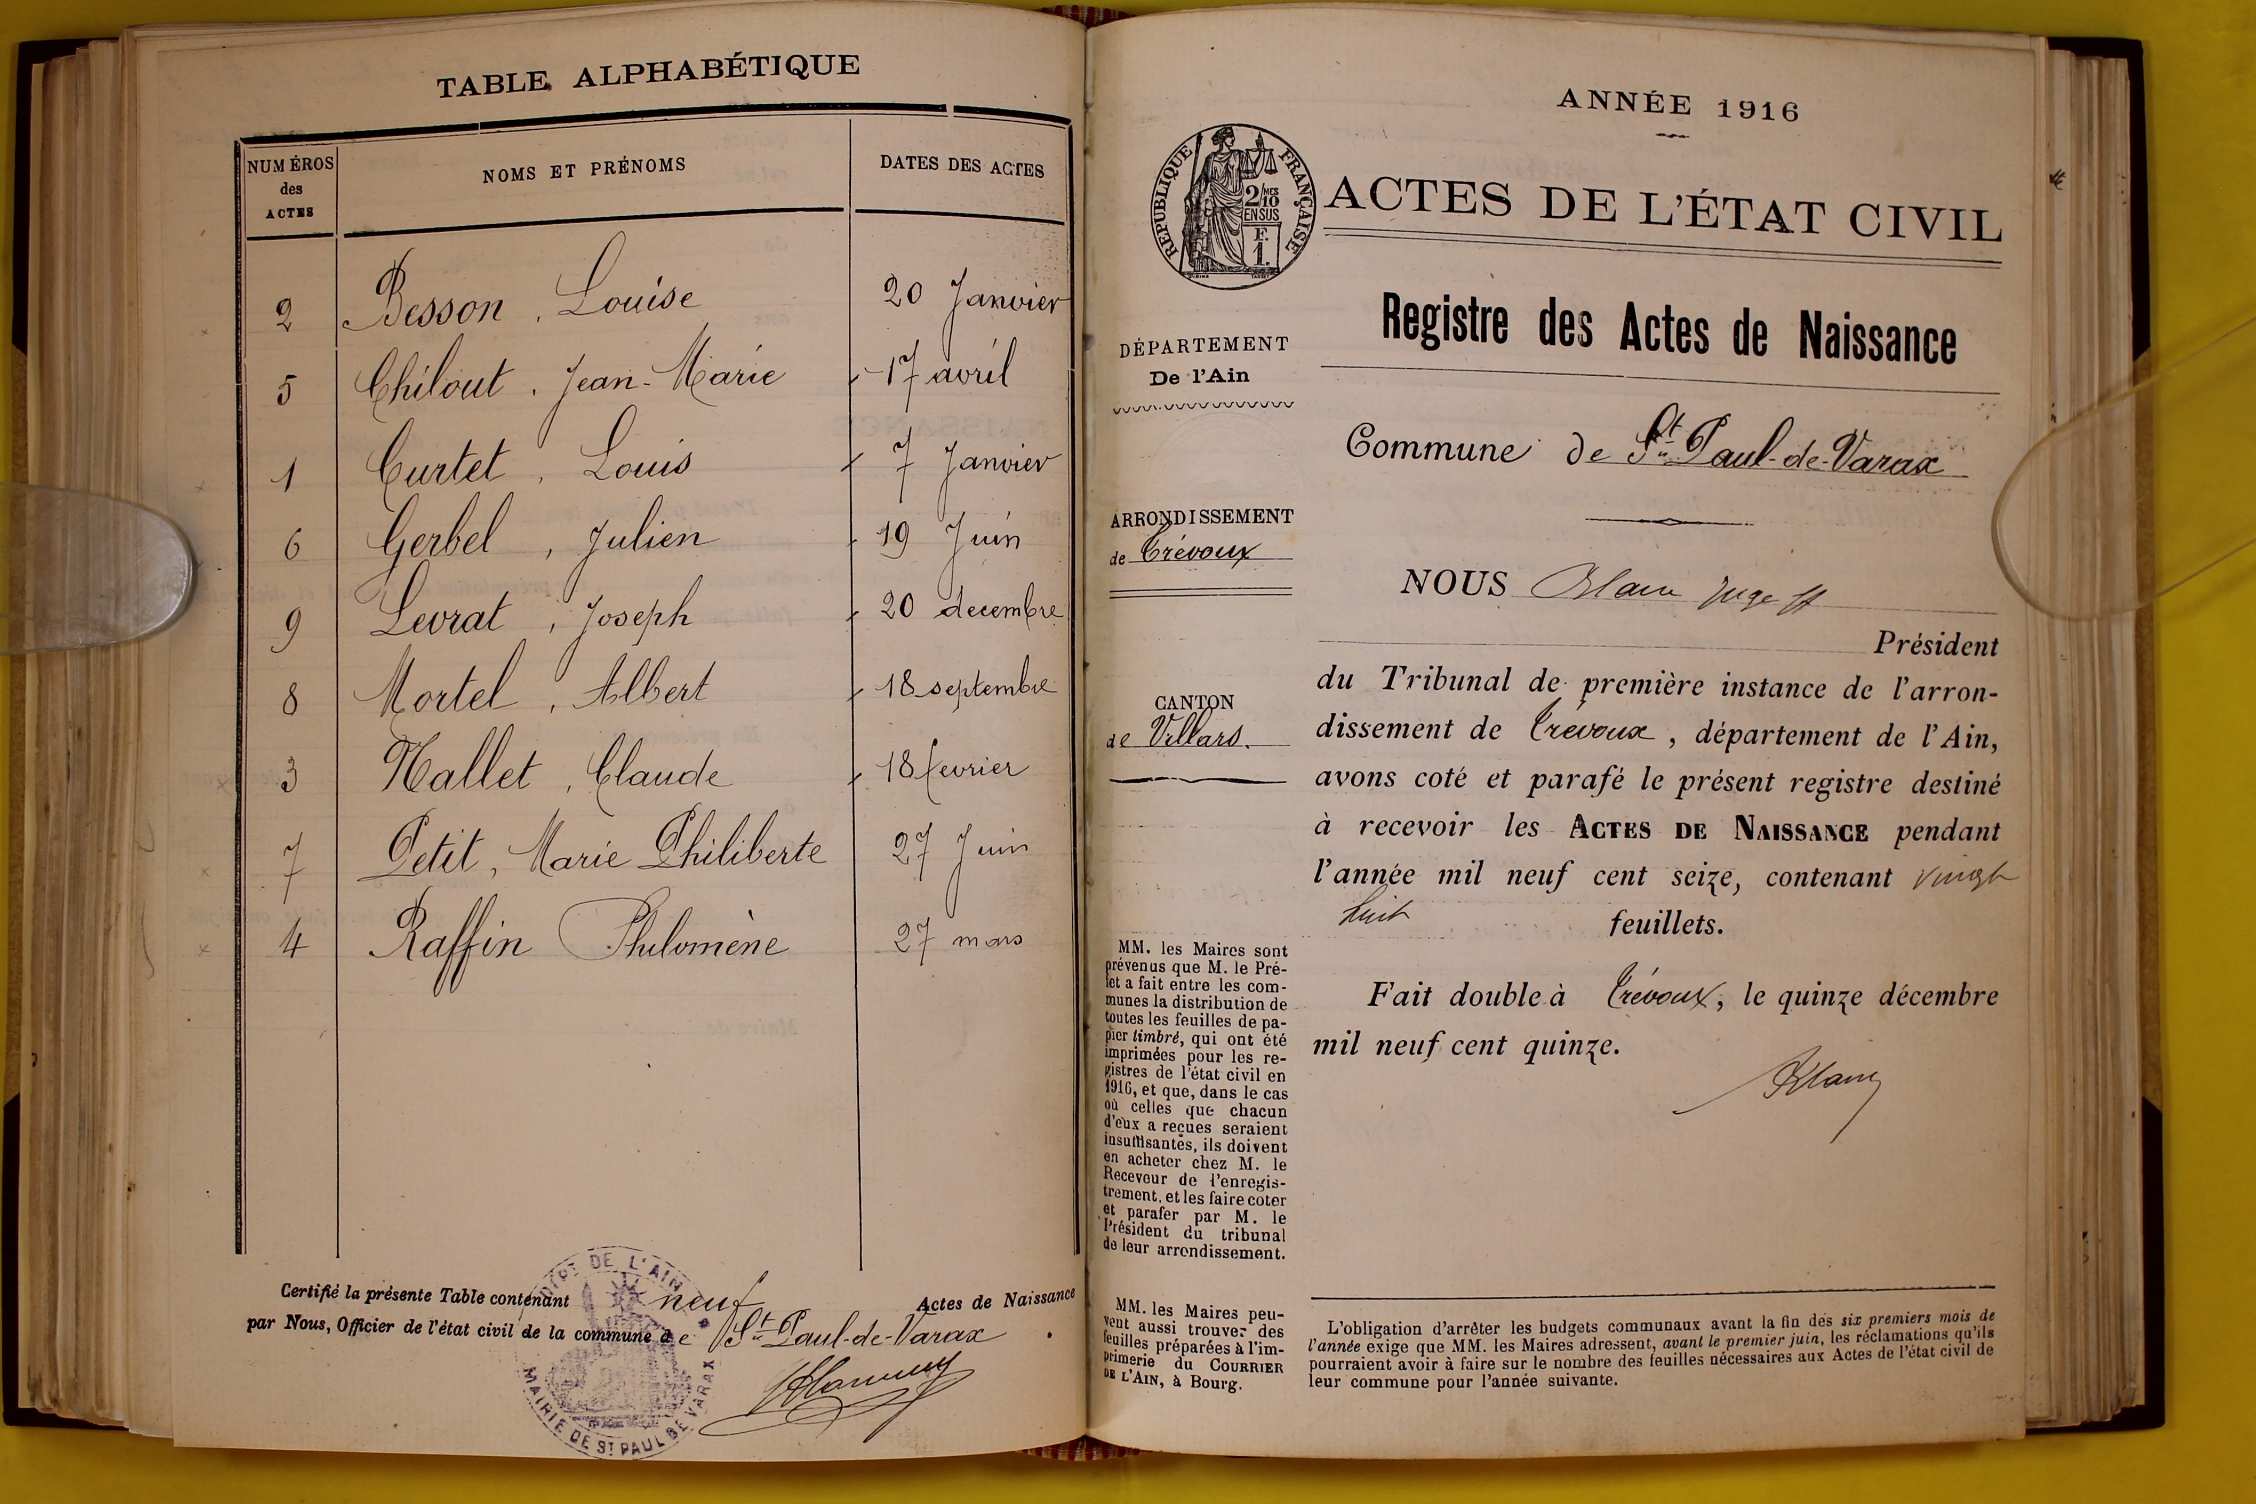 TABLE ALPHABÉTIQUE
NUMÉROS des ACTES
NOMS ET PRÉNOMS
DATES DES ACTES
2 Besson, Louise 20 Janvier
5 Chilout, Jean-Marie 17 avril
1 Curtet, Louis 7 Janvier
6 Gerbel, Julien 19 Juin
9 Levrat, Joseph 20 decembre
8 Mortel, Albert 18 septembre
3 Nallet, Claude 18 fevrier
7 Petit, Marie Philiberte 27 Juin
4 Raffin Philomène 27 mars
Certifié la présente Table contenant neuf Actes de Naissance
par Nous, Officier de l'état civil de la commune de St Paul-de-Varax
DÉPT DE L'AIN
MAIRIE DE ST PAUL DE VARAX
ANNÉE 1916
RÉPUBLIQUE FRANÇAISE
2/10 MES
EN SUS
F.
1.
ACTES DE L'ÉTAT CIVIL
Registre des Actes de Naissance
DÉPARTEMENT
De l'Ain
Commune de St Paul-de-Varax
ARRONDISSEMENT
de Trévoux
CANTON
de Villars.
NOUS Blanc juge
Président
du Tribunal de première instance de l'arron-
dissement de Trévoux, département de l'Ain,
avons coté et parafé le présent registre destiné
à recevoir les ACTES DE NAISSANCE pendant
l'année mil neuf cent seize, contenant vingt
huit feuillets.
Fait double à Trévoux, le quinze décembre
mil neuf cent quinze.
Blanc
MM. les Maires sont
prévenus que M. le Pré-
fet a fait entre les com-
munes la distribution de
toutes les feuilles de pa-
pier timbré, qui ont été
imprimées pour les re-
gistres de l'état civil en
1916, et que, dans le cas
où celles que chacun
d'eux a reçues seraient
insuffisantes, ils doivent
en acheter chez M. le
Receveur de l'enregis-
trement, et les faire coter
et parafer par M. le
Président du tribunal
de leur arrondissement.
MM. les Maires peu-
vent aussi trouver des
feuilles préparées à l'im-
primerie du COURRIER
DE L'AIN, à Bourg.
L'obligation d'arrêter les budgets communaux avant la fin des six premiers mois de
l'année exige que MM. les Maires adressent, avant le premier juin, les réclamations qu'ils
pourraient avoir à faire sur le nombre des feuilles nécessaires aux Actes de l'état civil de
leur commune pour l'année suivante.